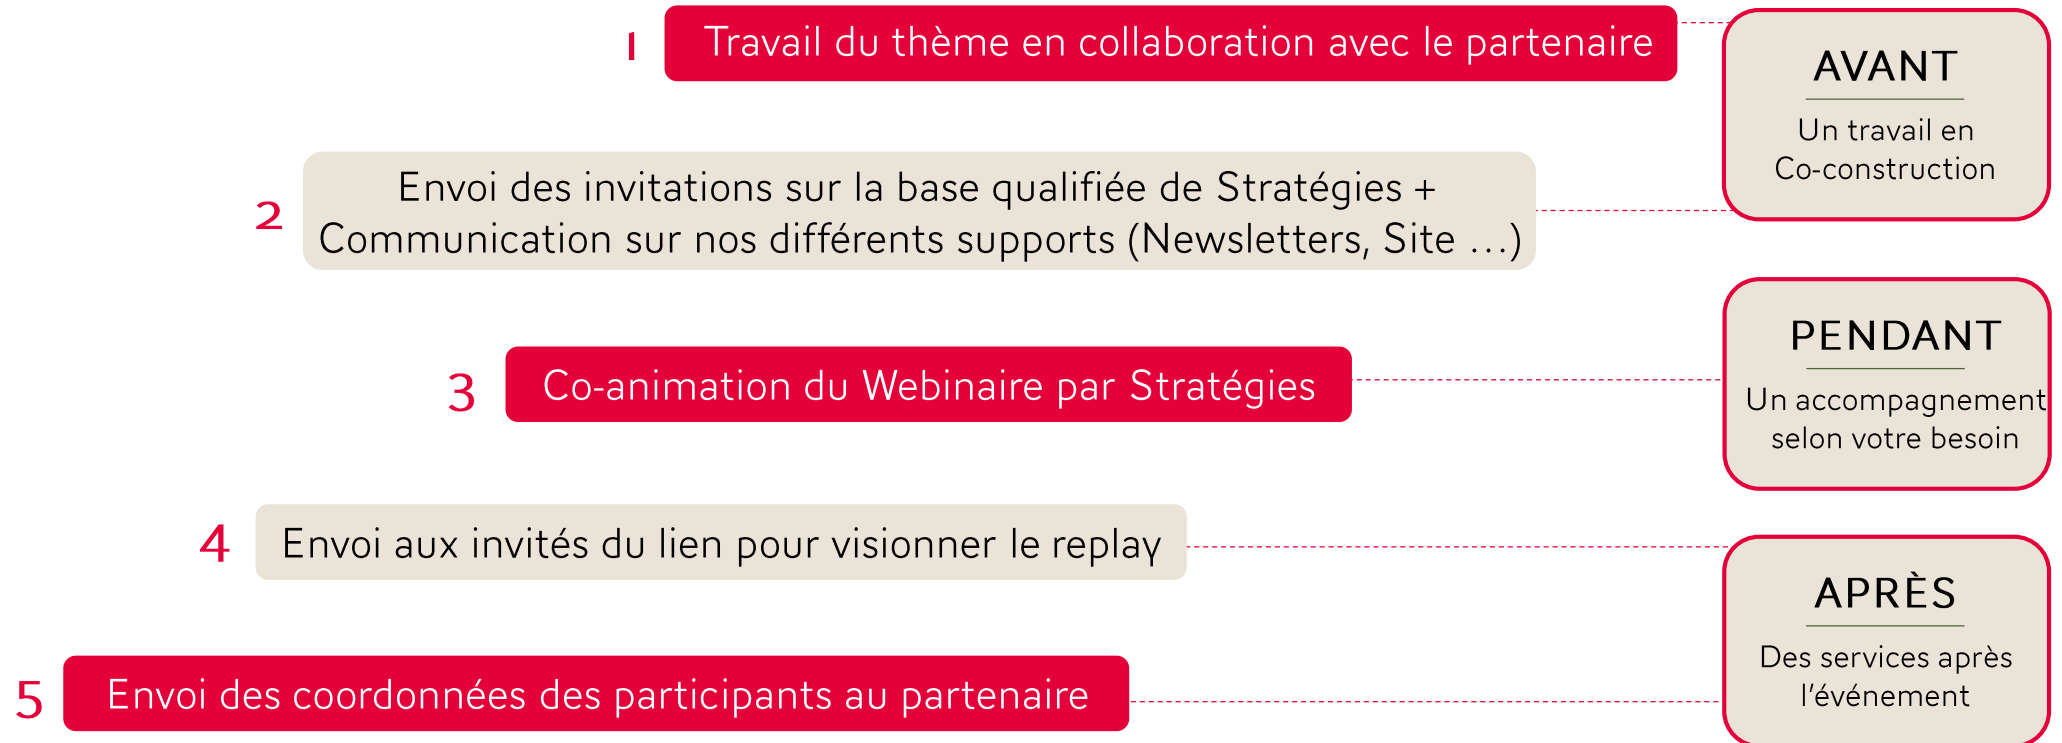 1 Travail du thème en collaboration avec le partenaire
AVANT
Un travail en
Co-construction
2 Envoi des invitations sur la base qualifiée de Stratégies +
Communication sur nos différents supports (Newsletters, Site ...)
3 Co-animation du Webinaire par Stratégies
PENDANT
Un accompagnement
selon votre besoin
4 Envoi aux invités du lien pour visionner le replay
5 Envoi des coordonnées des participants au partenaire
APRÈS
Des services après
l'événement